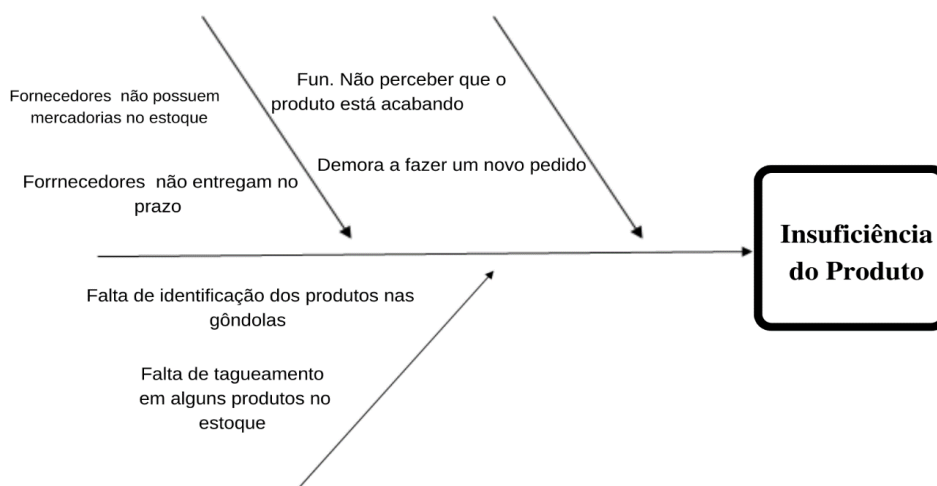 Fornecedores não possuem
mercadorias no estoque
Forrnecedores não entregam no
prazo
Fun. Não perceber que o
produto está acabando
Demora a fazer um novo pedido
Falta de identificação dos produtos nas
gôndolas
Falta de tagueamento
em alguns produtos no
estoque
Insuficiência
do Produto